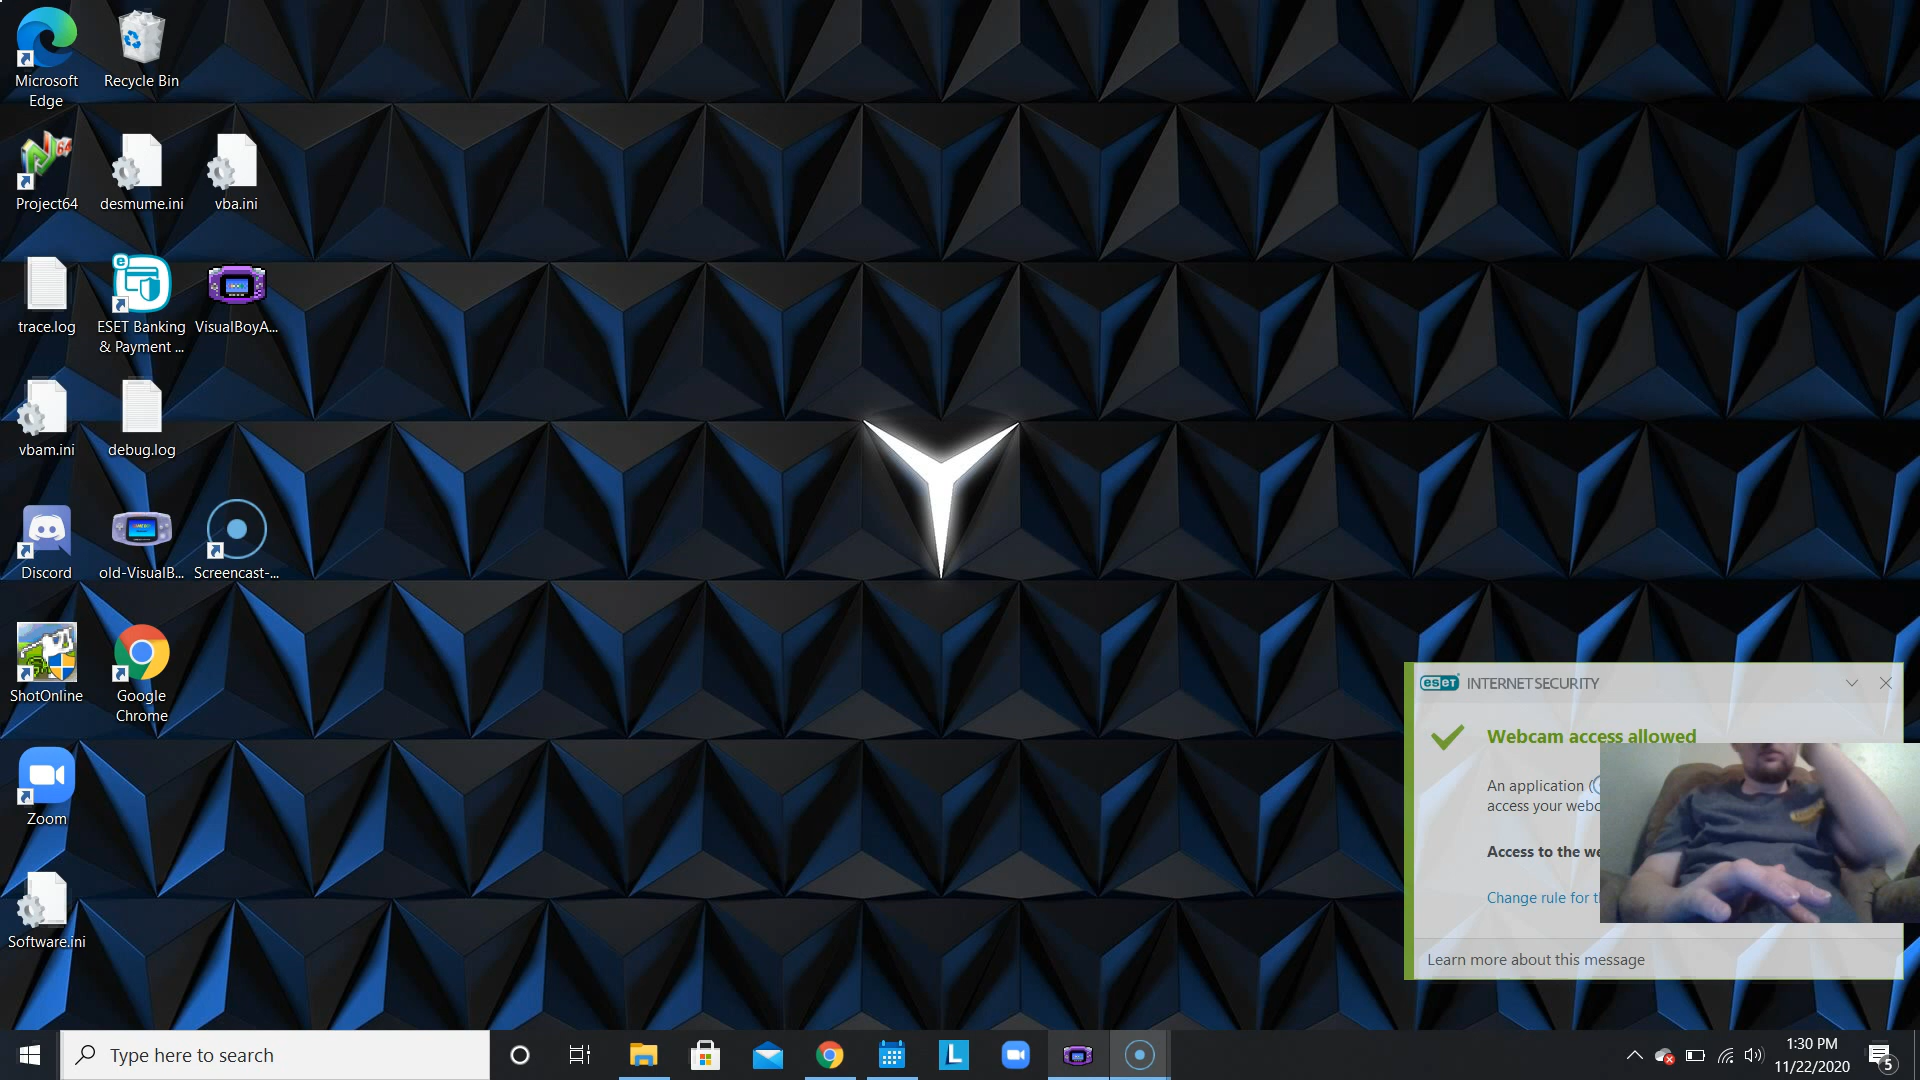 Microsoft
Edge
Recycle Bin
Project64
desmume.ini
vba.ini
trace.log
ESET Banking
& Payment ...
VisualBoyA...
vbam.ini
debug.log
Discord
old-VisualB...
Screencast-...
ShotOnline
Google
Chrome
Zoom
Software.ini
eset INTERNET SECURITY
Webcam access allowed
An application (
access your
Access to the
Change rule for
Learn more about this message
Type here to search
L
1:30 PM
11/22/2020
5